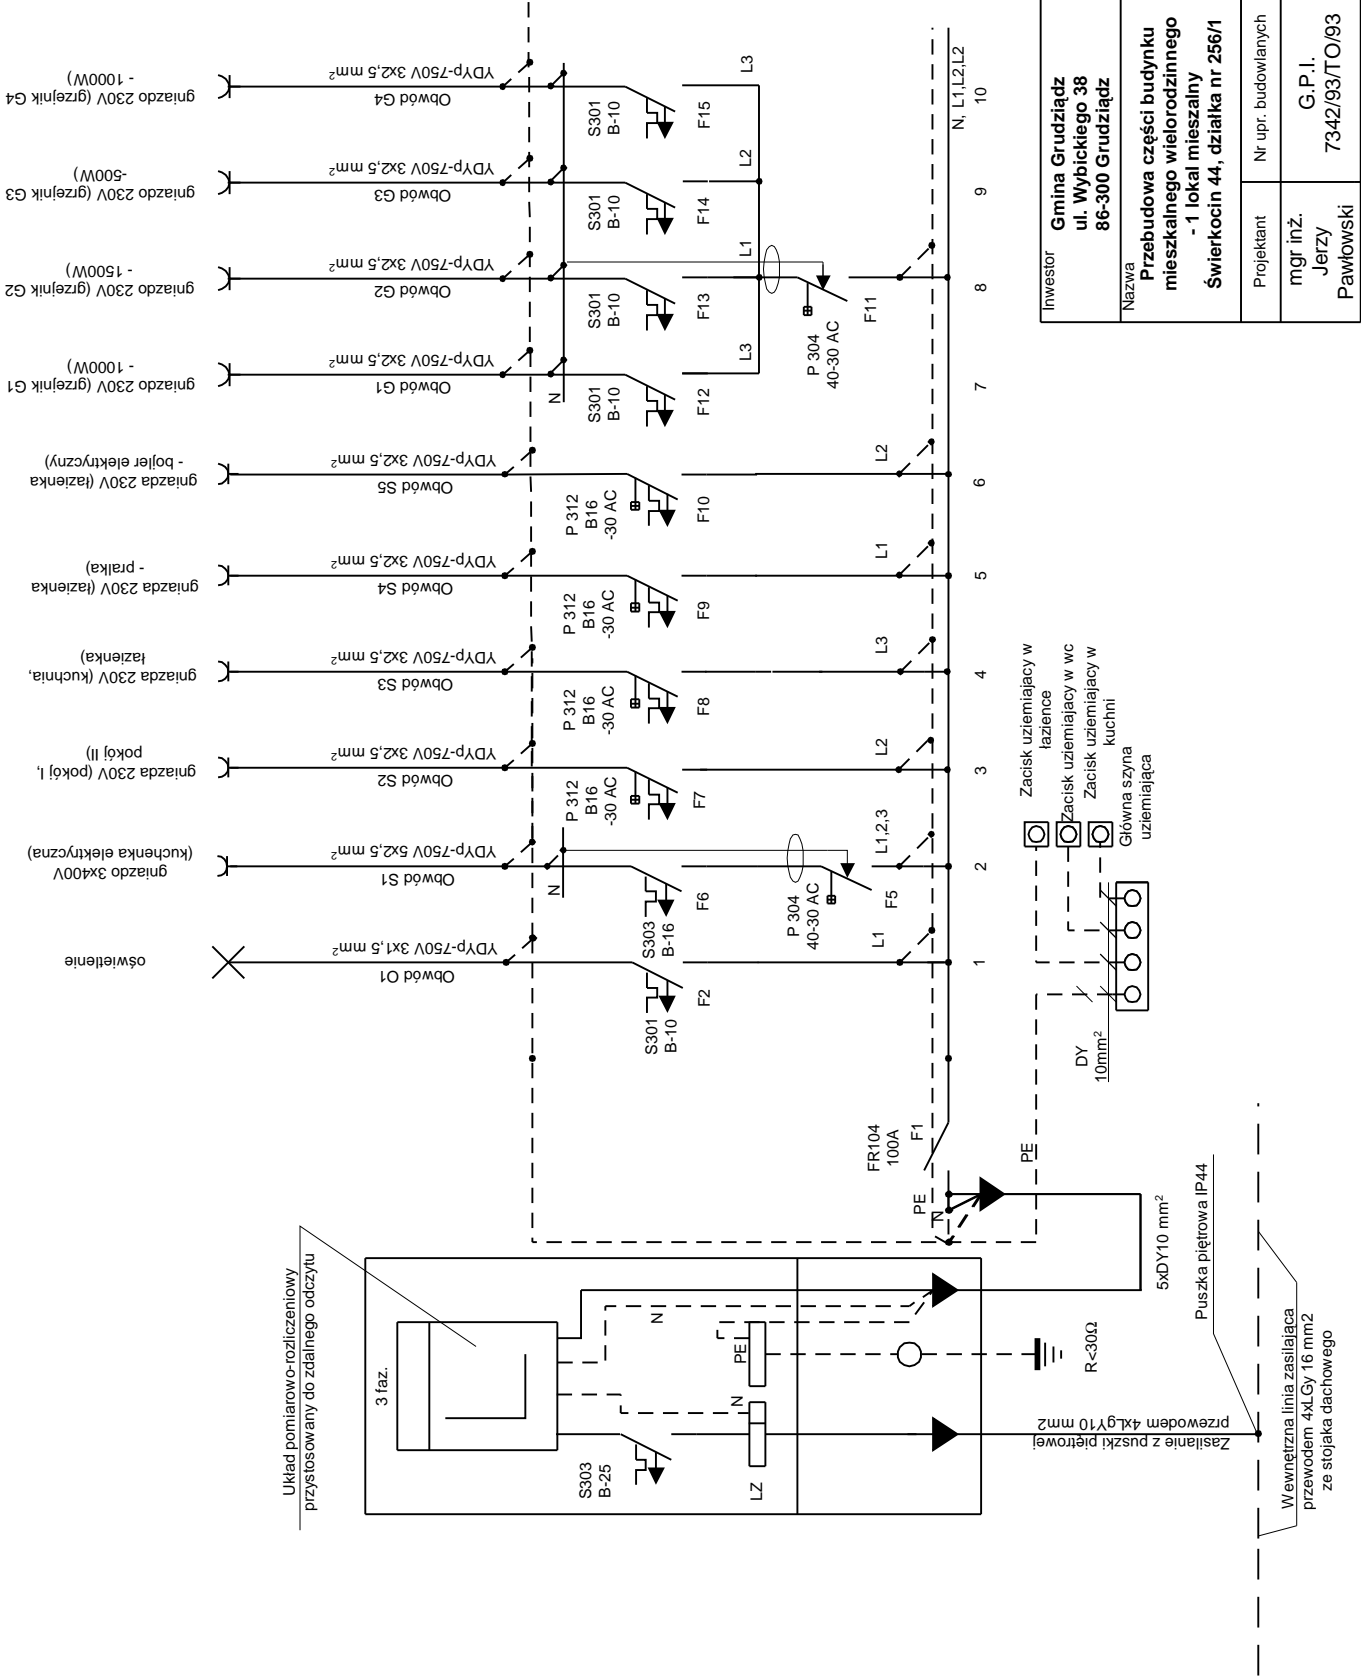 oświetlenie
gniazdo 3x400V
(kuchenka elektryczna)
gniazda 230V (pokój I,
pokój II)
gniazda 230V (kuchnia,
łazienka)
gniazda 230V (łazienka
- pralka)
gniazda 230V (łazienka
- bojler elektryczny)
gniazdo 230V (grzejnik G1
- 1000W)
gniazdo 230V (grzejnik G2
- 1500W)
gniazdo 230V (grzejnik G3
-500W)
gniazdo 230V (grzejnik G4
- 1000W)
Obwód O1
YDYp-750V 3x1,5 mm²
Obwód S1
YDYp-750V 5x2,5 mm²
Obwód S2
YDYp-750V 3x2,5 mm²
Obwód S3
YDYp-750V 3x2,5 mm²
Obwód S4
YDYp-750V 3x2,5 mm²
Obwód S5
YDYp-750V 3x2,5 mm²
Obwód G1
YDYp-750V 3x2,5 mm²
Obwód G2
YDYp-750V 3x2,5 mm²
Obwód G3
YDYp-750V 3x2,5 mm²
Obwód G4
YDYp-750V 3x2,5 mm²
N
N
S301
B-10
F2
S303
B-16
F6
P 312
B16
-30 AC
F7
P 312
B16
-30 AC
F8
P 312
B16
-30 AC
F9
P 312
B16
-30 AC
F10
S301
B-10
F12
S301
B-10
F13
S301
B-10
F14
S301
B-10
F15
L3
L1
L2
L3
P 304
40-30 AC
F5
P 304
40-30 AC
F11
L1
L1,2,3
L2
L3
L1
L2
N, L1,L2,L2
1
2
3
4
5
6
7
8
9
10
Układ pomiarowo-rozliczeniowy
przystosowany do zdalnego odczytu
3 faz.
S303
B-25
LZ
N
PE
N
R<30Ω
FR104
100A
F1
PE
N
PE
5xDY10 mm²
DY
10mm²
Zacisk uziemiajacy w
łazience
Zacisk uziemiajacy w wc
Zacisk uziemiajacy w
kuchni
Główna szyna
uziemiająca
Zasilanie z puszki piętrowej
przewodem 4xLgY10 mm2
Puszka piętrowa IP44
Wewnętrzna linia zasilająca
przewodem 4xLGy 16 mm2
ze stojaka dachowego
Inwestor
Gmina Grudziądz
ul. Wybickiego 38
86-300 Grudziądz
Nazwa
Przebudowa części budynku
mieszkalnego wielorodzinnego
- 1 lokal mieszalny
Świerkocin 44, działka nr 256/1
Projektant
Nr upr. budowlanych
mgr inż.
Jerzy
Pawłowski
G.P.I.
7342/93/TO/93